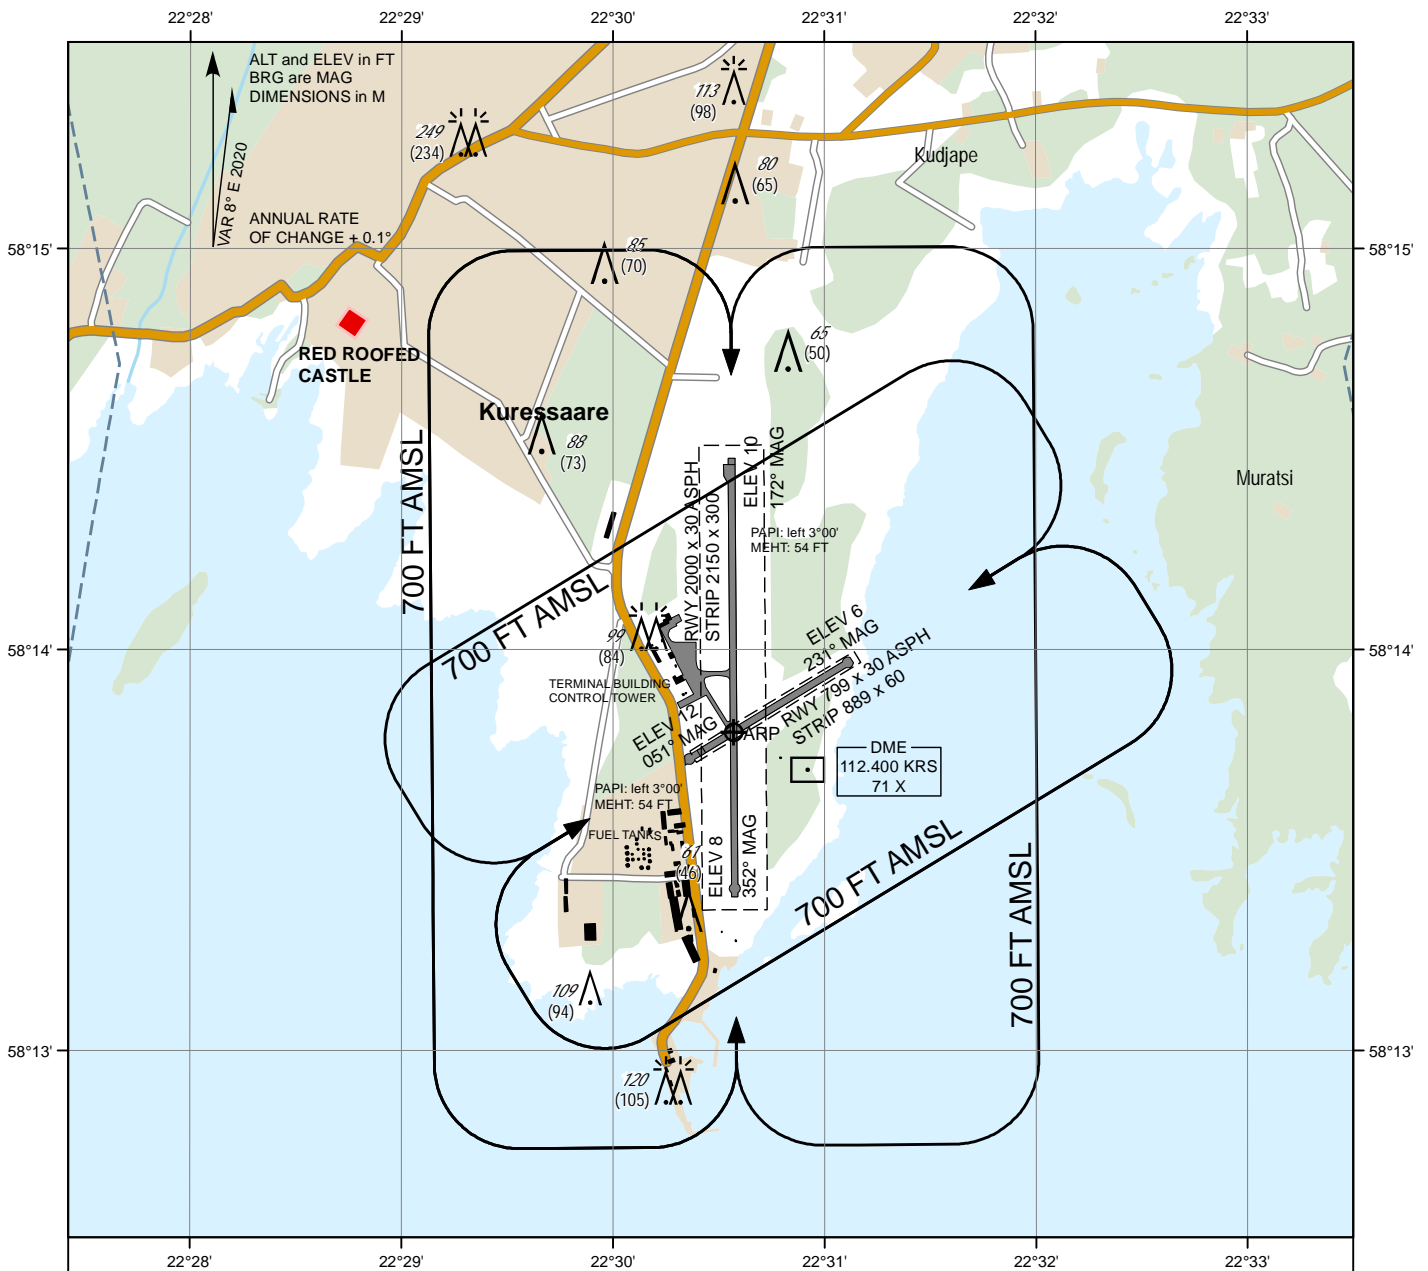 22°28'
22°29'
22°30'
22°31'
22°32'
22°33'
ALT and ELEV in FT
BRG are MAG
DIMENSIONS in M
VAR 8° E 2020
ANNUAL RATE
OF CHANGE + 0.1°
249
(234)
113
(98)
80
(65)
Kudjape
58°15'
58°15'
85
(70)
65
(50)
RED ROOFED
CASTLE
Kuressaare
88
(73)
Muratsi
700 FT AMSL
RWY 2000 x 30 ASPH
STRIP 2150 x 300
ELEV 10
172° MAG
PAPI: left 3°00'
MEHT: 54 FT
700 FT AMSL
99
(84)
58°14'
58°14'
TERMINAL BUILDING
CONTROL TOWER
ELEV 6
231° MAG
RWY 799 x 30 ASPH
STRIP 889 x 60
ELEV 12
051° MAG
ARP
DME
112.400 KRS
71 X
PAPI: left 3°00'
MEHT: 54 FT
FUEL TANKS
61
(46)
ELEV 8
352° MAG
700 FT AMSL
700 FT AMSL
109
(94)
58°13'
58°13'
120
(105)
22°28'
22°29'
22°30'
22°31'
22°32'
22°33'